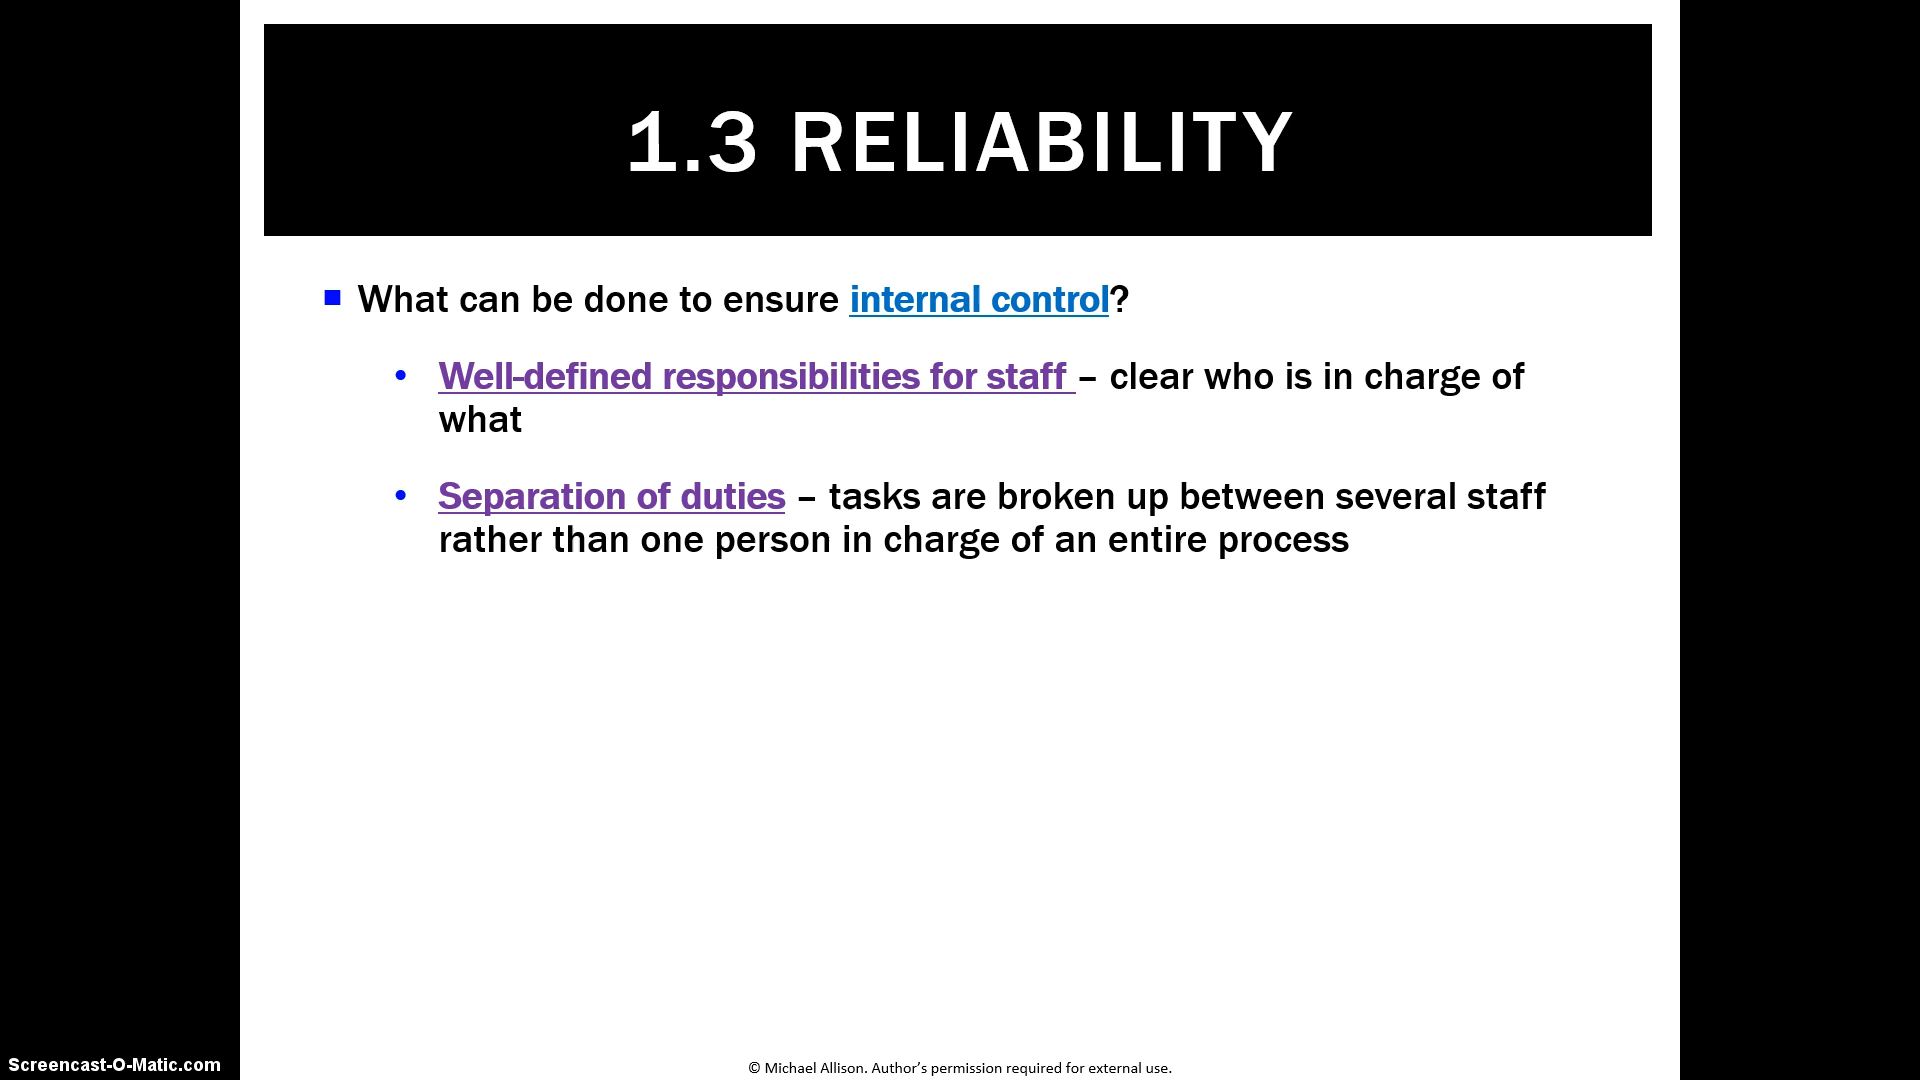 1.3 RELIABILITY
■ What can be done to ensure internal control?
• Well-defined responsibilities for staff – clear who is in charge of
what
• Separation of duties – tasks are broken up between several staff
rather than one person in charge of an entire process
Screencast-O-Matic.com
© Michael Allison. Author’s permission required for external use.